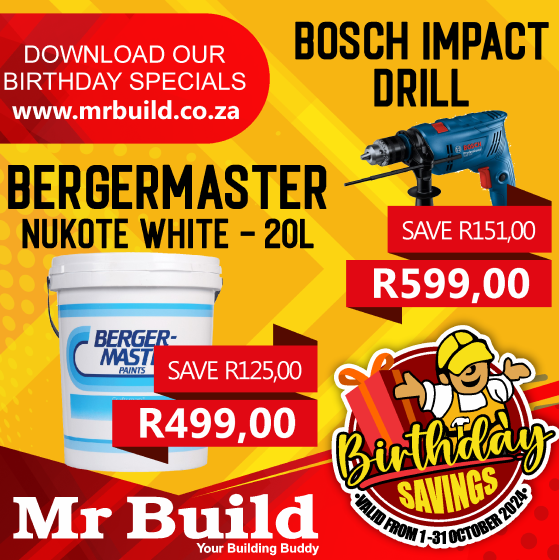 DOWNLOAD OUR
BIRTHDAY SPECIALS
www.mrbuild.co.za
BOSCH IMPACT
DRILL
BOSCH
SAVE R151,00
R599,00
BERGERMASTER
NUKOTE WHITE - 20L
BERGER-
MAST
PAINTS
SAVE R125,00
R499,00
Birthday
SAVINGS
-VALID FROM 1-31 OCTOBER 2024-
Mr Build
Your Building Buddy